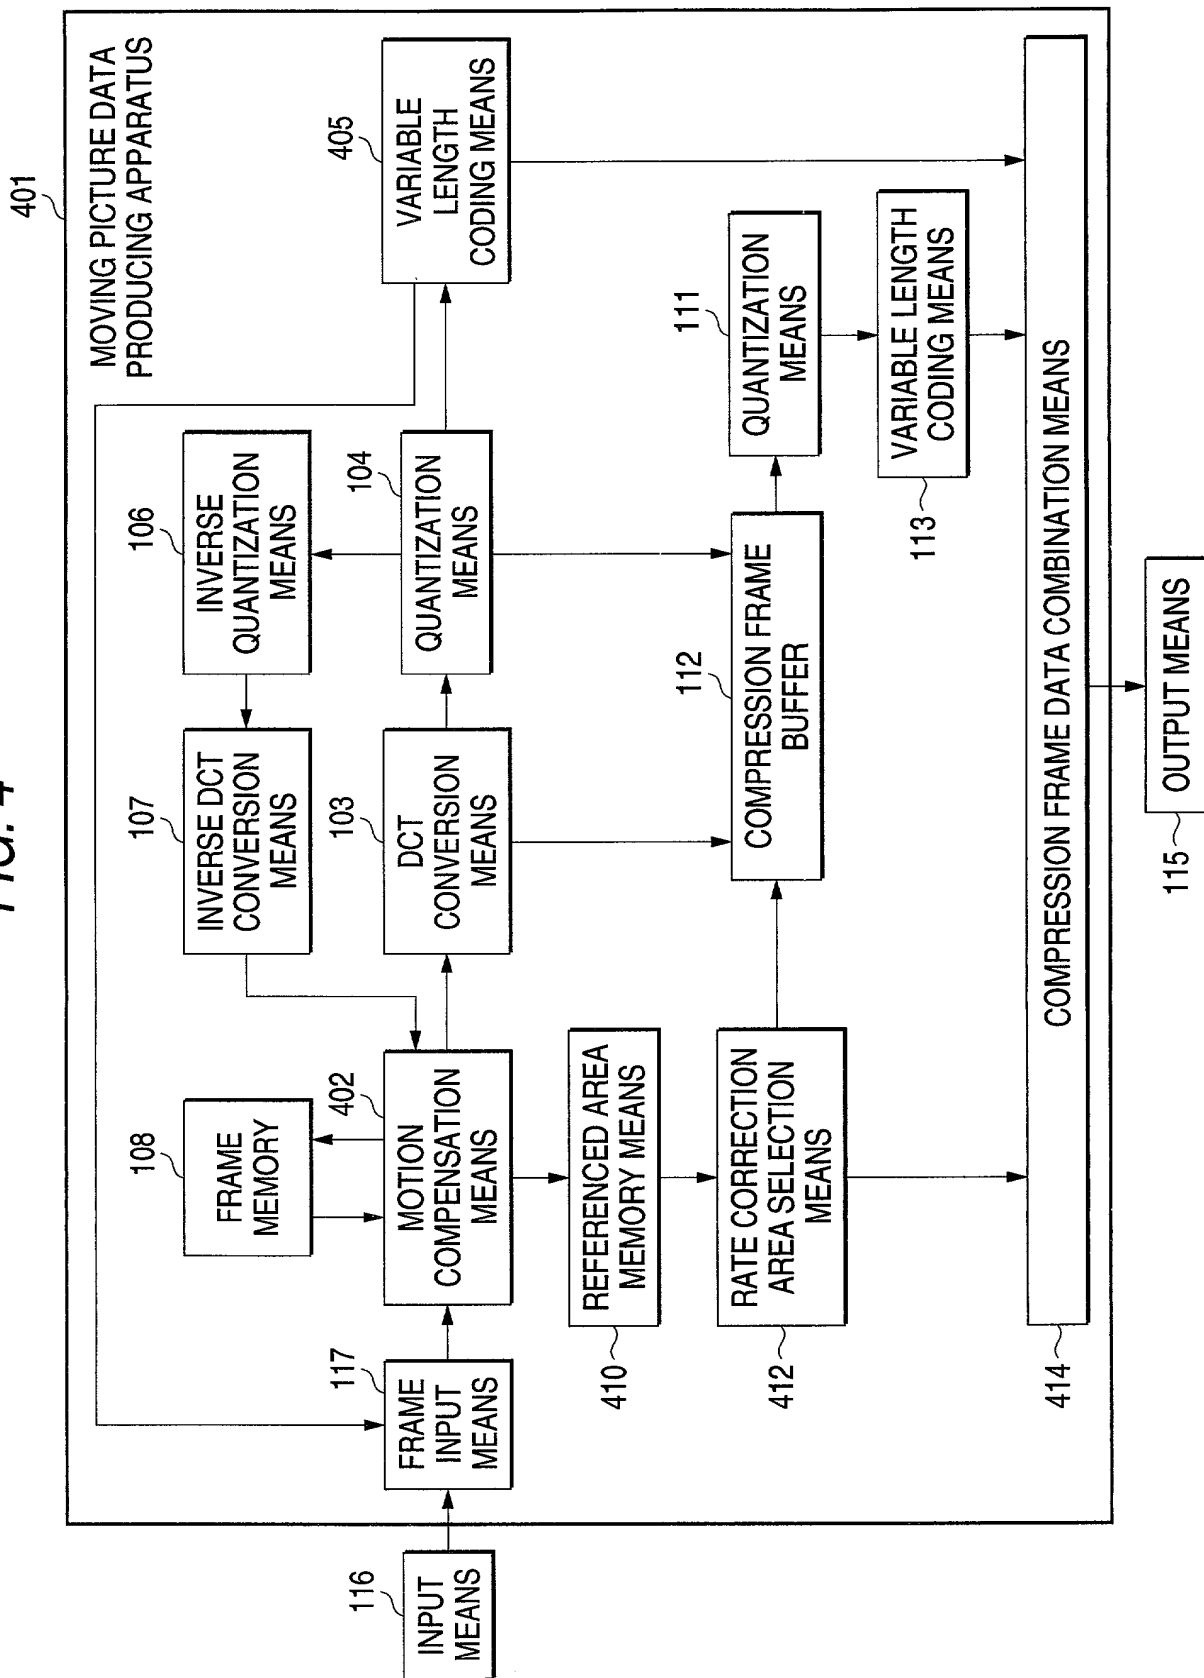 FIG. 4
401
MOVING PICTURE DATA
PRODUCING APPARATUS
116
INPUT
MEANS
117
FRAME
INPUT
MEANS
108
FRAME
MEMORY
402
MOTION
COMPENSATION
MEANS
107
INVERSE DCT
CONVERSION
MEANS
103
DCT
CONVERSION
MEANS
106
INVERSE
QUANTIZATION
MEANS
104
QUANTIZATION
MEANS
405
VARIABLE
LENGTH
CODING MEANS
410
REFERENCED AREA
MEMORY MEANS
412
RATE CORRECTION
AREA SELECTION
MEANS
112
COMPRESSION FRAME
BUFFER
111
QUANTIZATION
MEANS
113
VARIABLE LENGTH
CODING MEANS
414
COMPRESSION FRAME DATA COMBINATION MEANS
115
OUTPUT MEANS